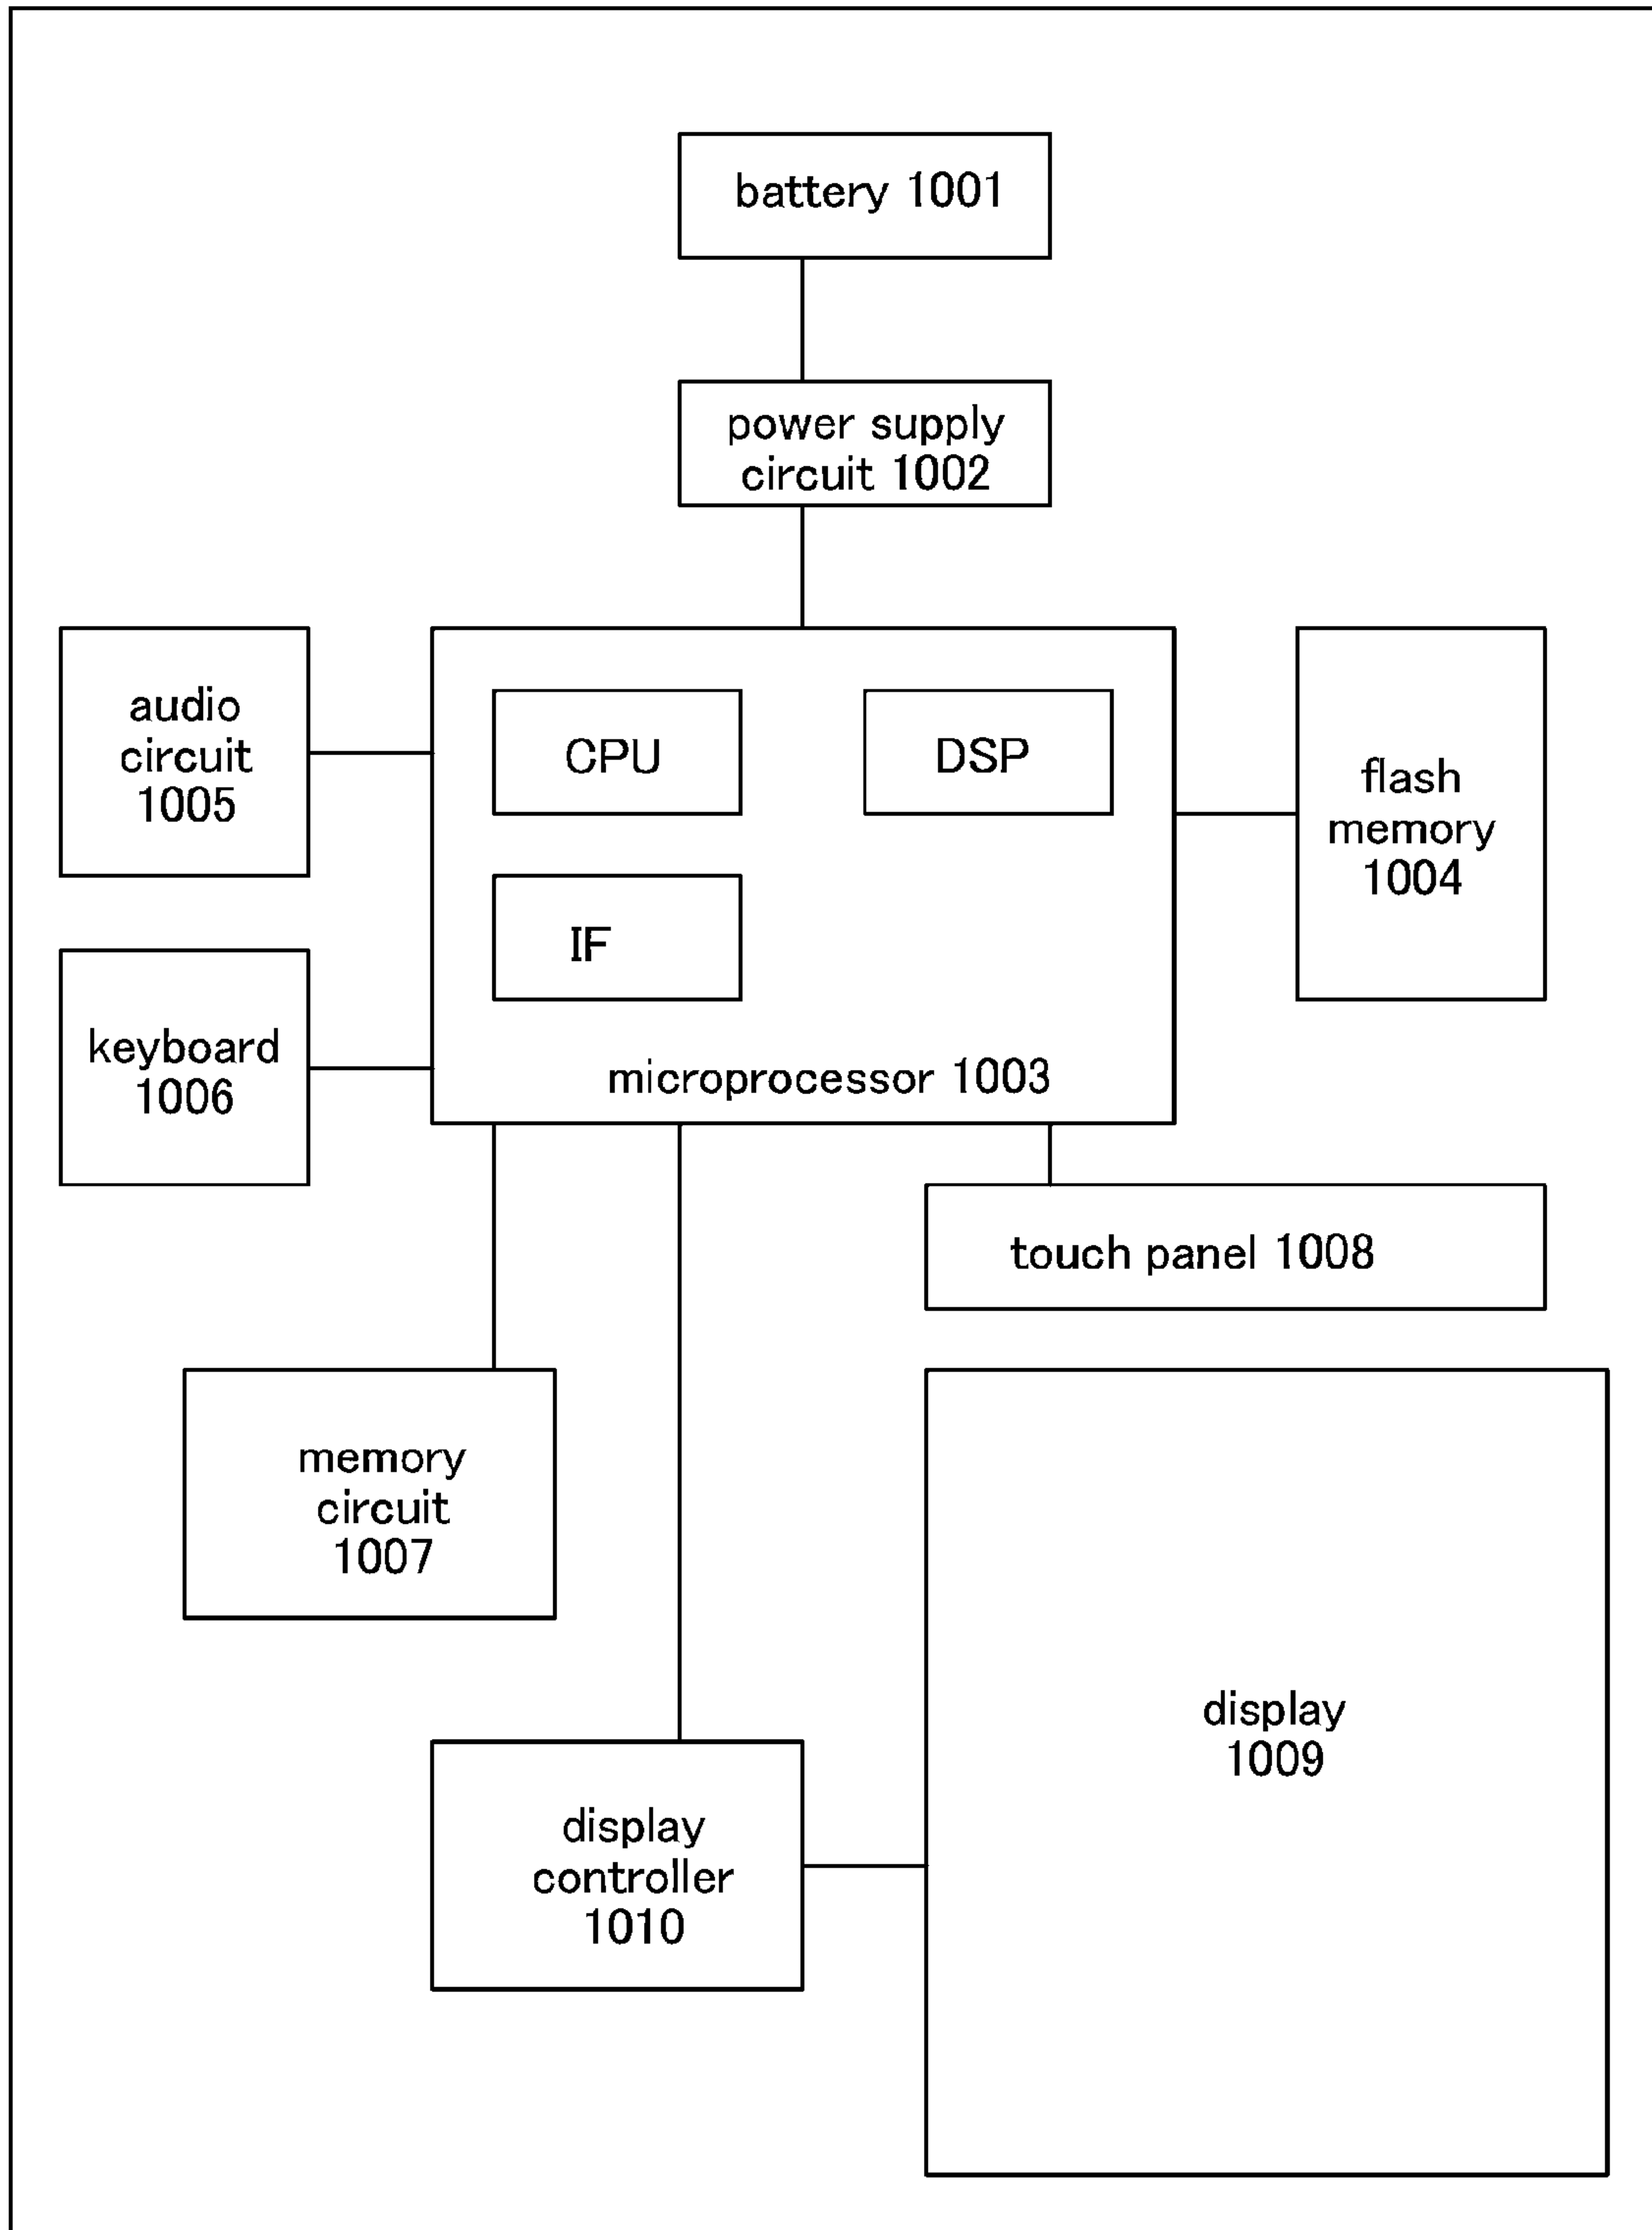 battery 1001
power supply
circuit 1002
audio
circuit
1005
CPU
DSP
flash
memory
1004
IF
keyboard
1006
microprocessor 1003
touch panel 1008
memory
circuit
1007
display
1009
display
controller
1010